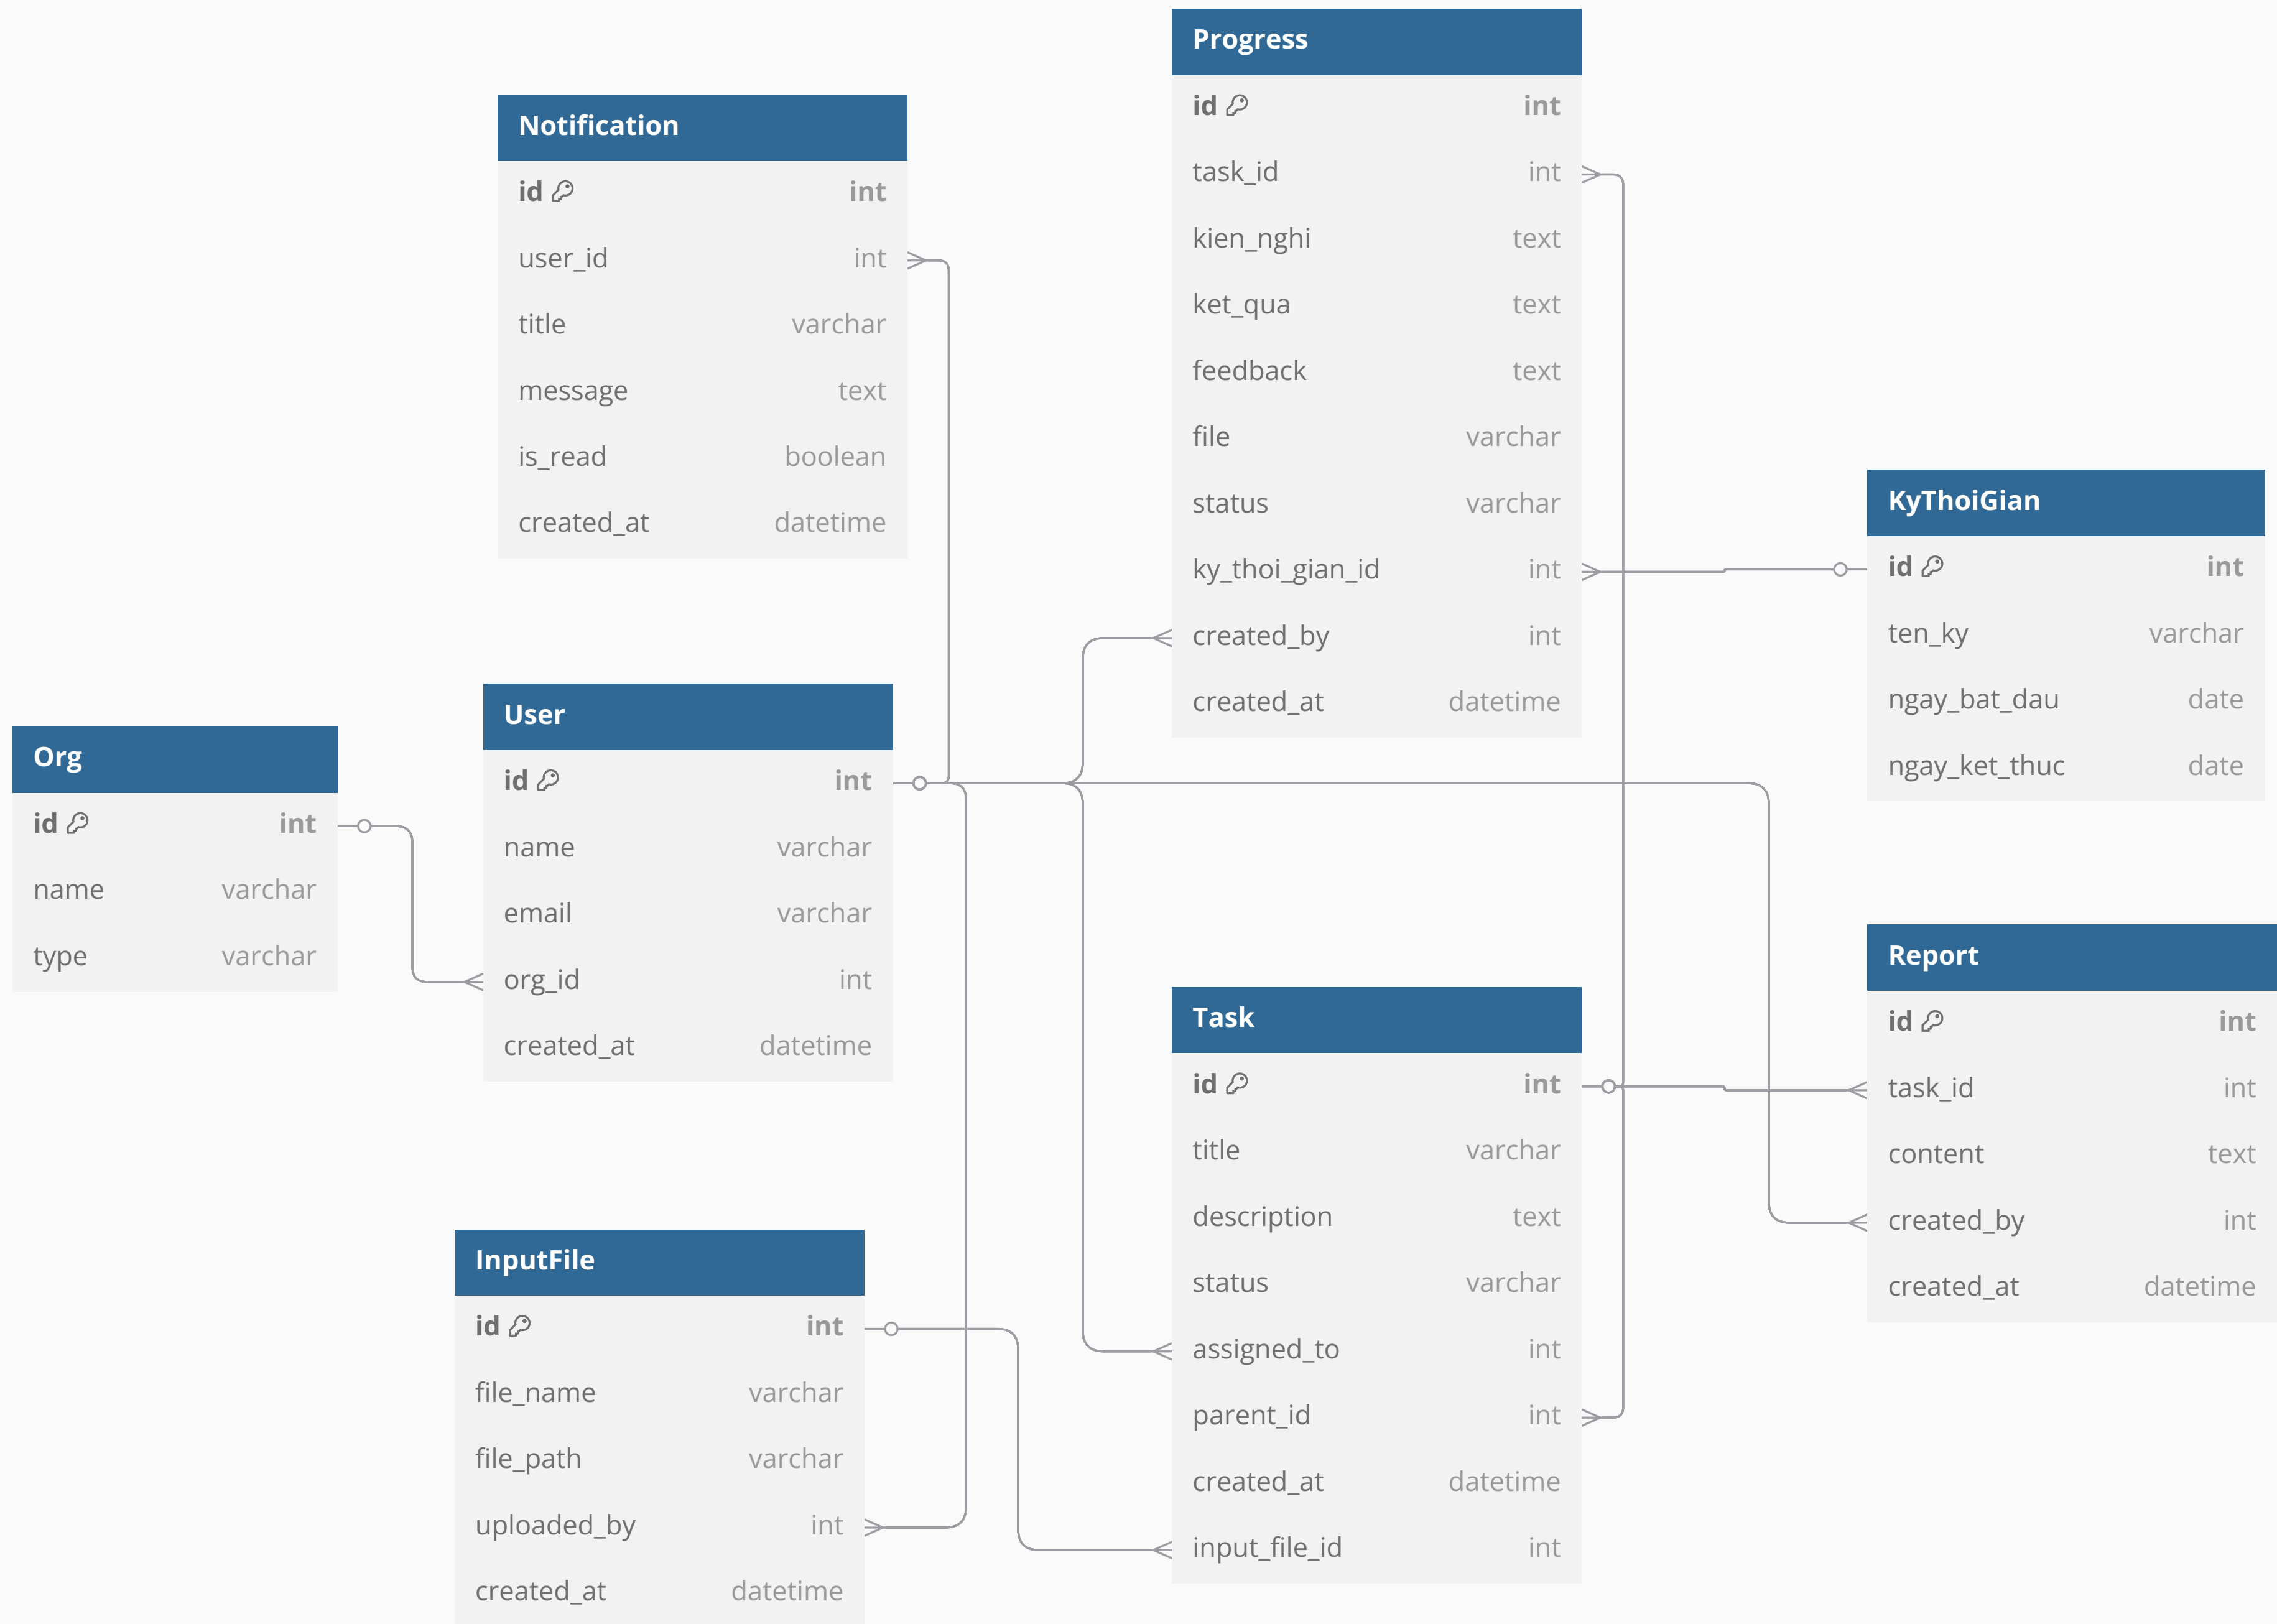 Progress
id int
task_id int
kien_nghi text
ket_qua text
feedback text
file varchar
status varchar
ky_thoi_gian_id int
created_by int
created_at datetime
Notification
id int
user_id int
title varchar
message text
is_read boolean
created_at datetime
KyThoiGian
id int
ten_ky varchar
ngay_bat_dau date
ngay_ket_thuc date
User
id int
name varchar
email varchar
org_id int
created_at datetime
Org
id int
name varchar
type varchar
Report
id int
task_id int
content text
created_by int
created_at datetime
Task
id int
title varchar
description text
status varchar
assigned_to int
parent_id int
created_at datetime
input_file_id int
InputFile
id int
file_name varchar
file_path varchar
uploaded_by int
created_at datetime